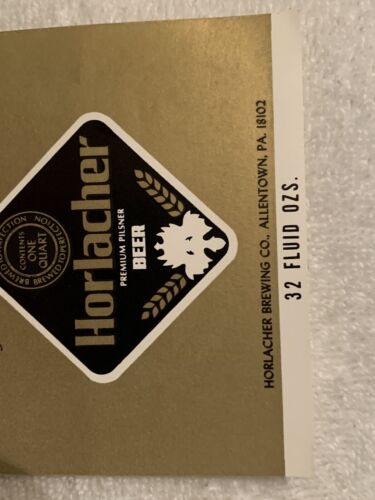 BREWED TO PERFECTION
CONTENTS
ONE
QUART
BREWED TO PERFECTION
Horlacher
PREMIUM PILSNER
BEER
HORLACHER BREWING CO., ALLENTOWN, PA. 18102
32 FLUID OZS.